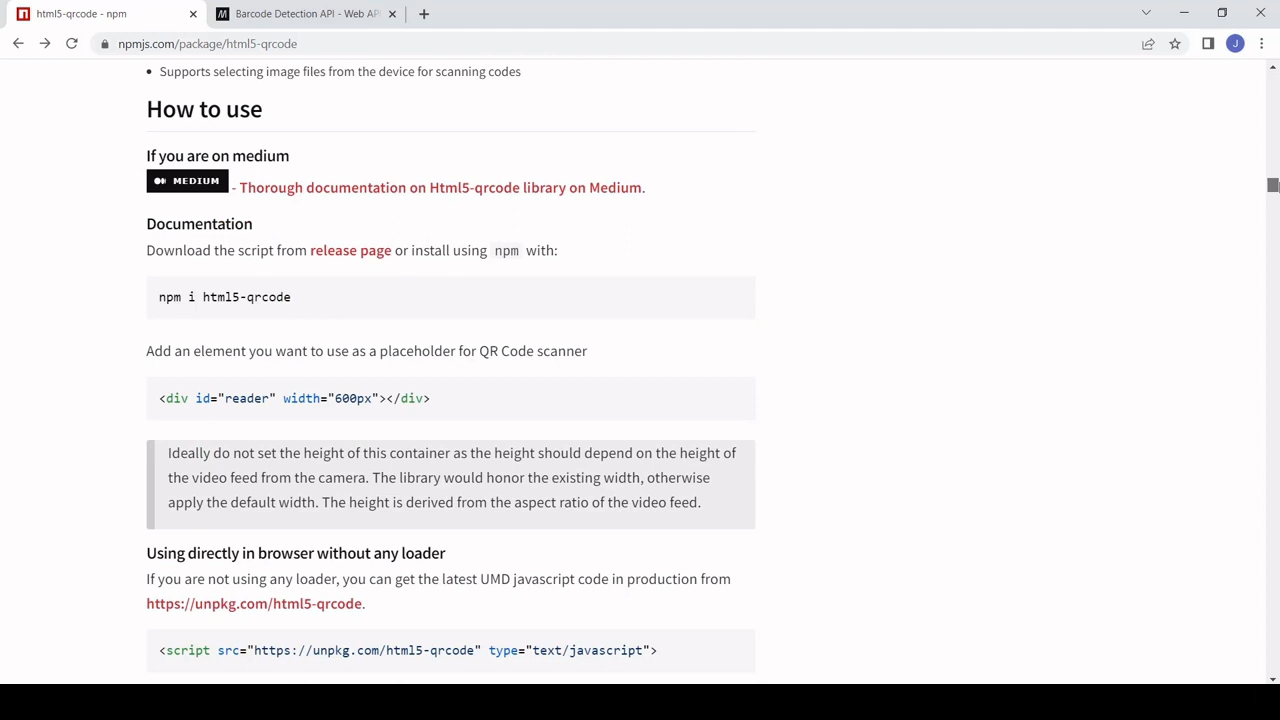 html5-qrcode - npm
Barcode Detection API - Web AP
npmjs.com/package/html5-qrcode
J
Supports selecting image files from the device for scanning codes
How to use
If you are on medium
MEDIUM - Thorough documentation on Html5-qrcode library on Medium.
Documentation
Download the script from release page or install using npm with:
npm i html5-qrcode
Add an element you want to use as a placeholder for QR Code scanner
<div id="reader" width="600px"></div>
Ideally do not set the height of this container as the height should depend on the height of
the video feed from the camera. The library would honor the existing width, otherwise
apply the default width. The height is derived from the aspect ratio of the video feed.
Using directly in browser without any loader
If you are not using any loader, you can get the latest UMD javascript code in production from
https://unpkg.com/html5-qrcode.
<script src="https://unpkg.com/html5-qrcode" type="text/javascript">